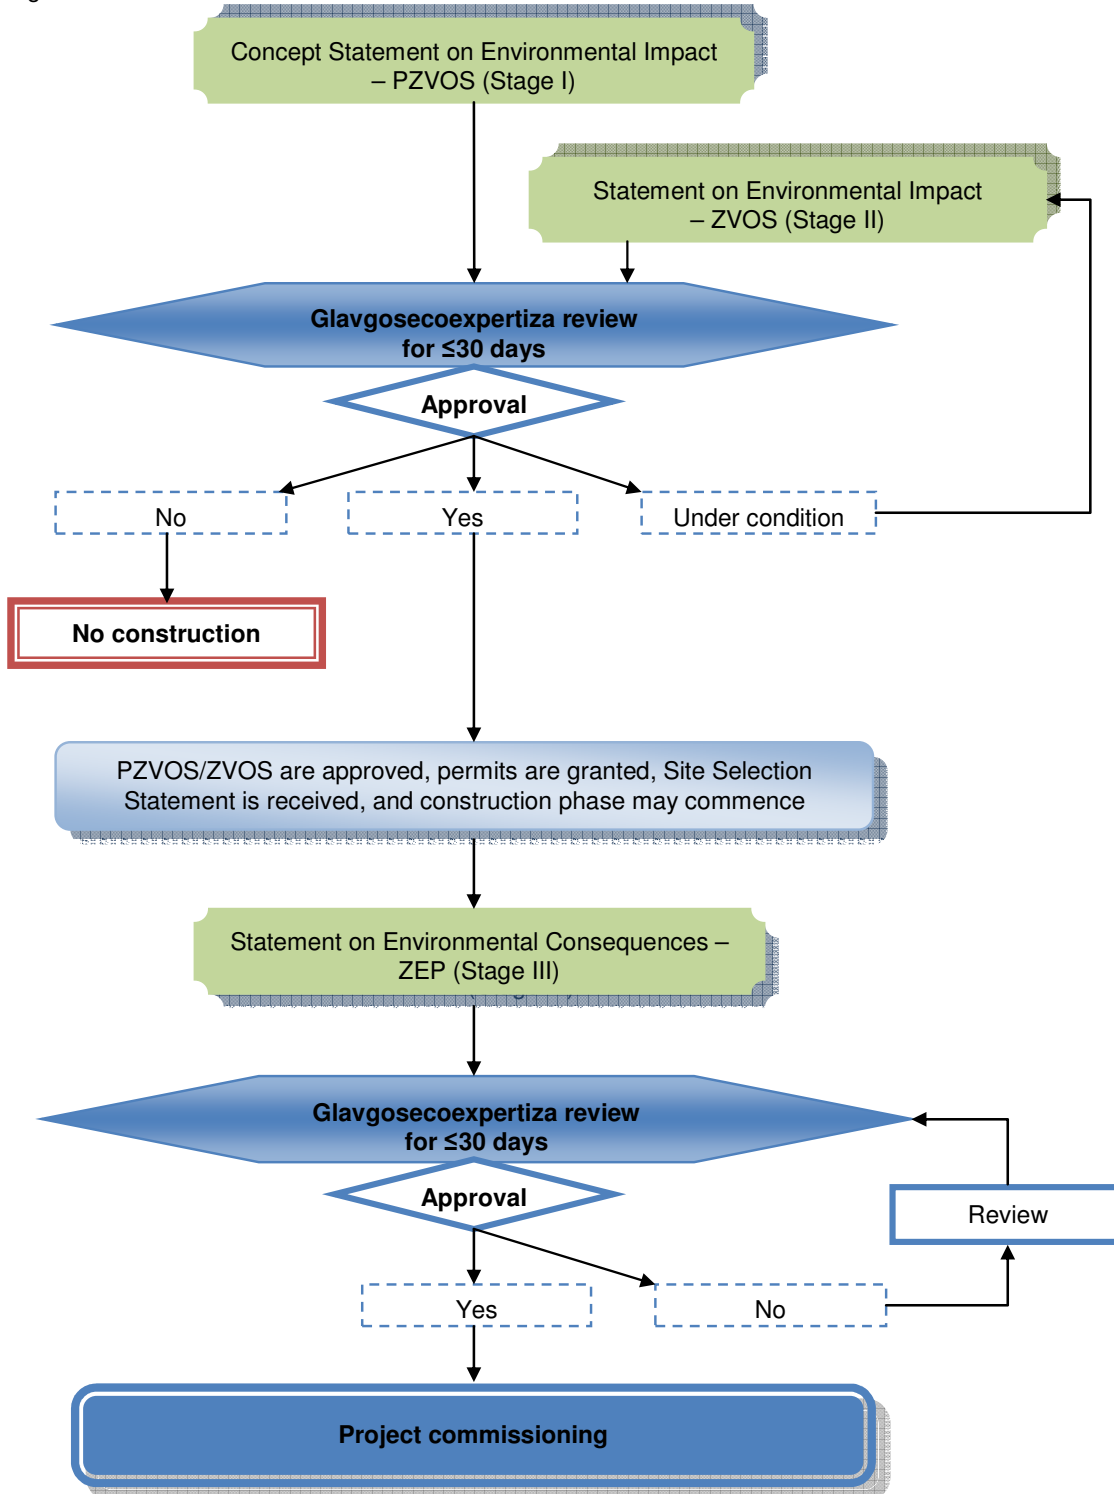 Concept Statement on Environmental Impact
– PZVOS (Stage I)
Statement on Environmental Impact
– ZVOS (Stage II)
Glavgosecoexpertiza review
for ≤30 days
Approval
No
Yes
Under condition
No construction
PZVOS/ZVOS are approved, permits are granted, Site Selection
Statement is received, and construction phase may commence
Statement on Environmental Consequences –
ZEP (Stage III)
Glavgosecoexpertiza review
for ≤30 days
Approval
Review
Yes
No
Project commissioning